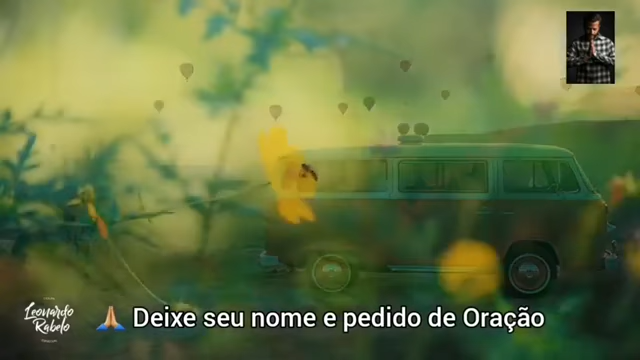 Leonardo
Rabelo
🙏🏼 Deixe seu nome e pedido de Oração